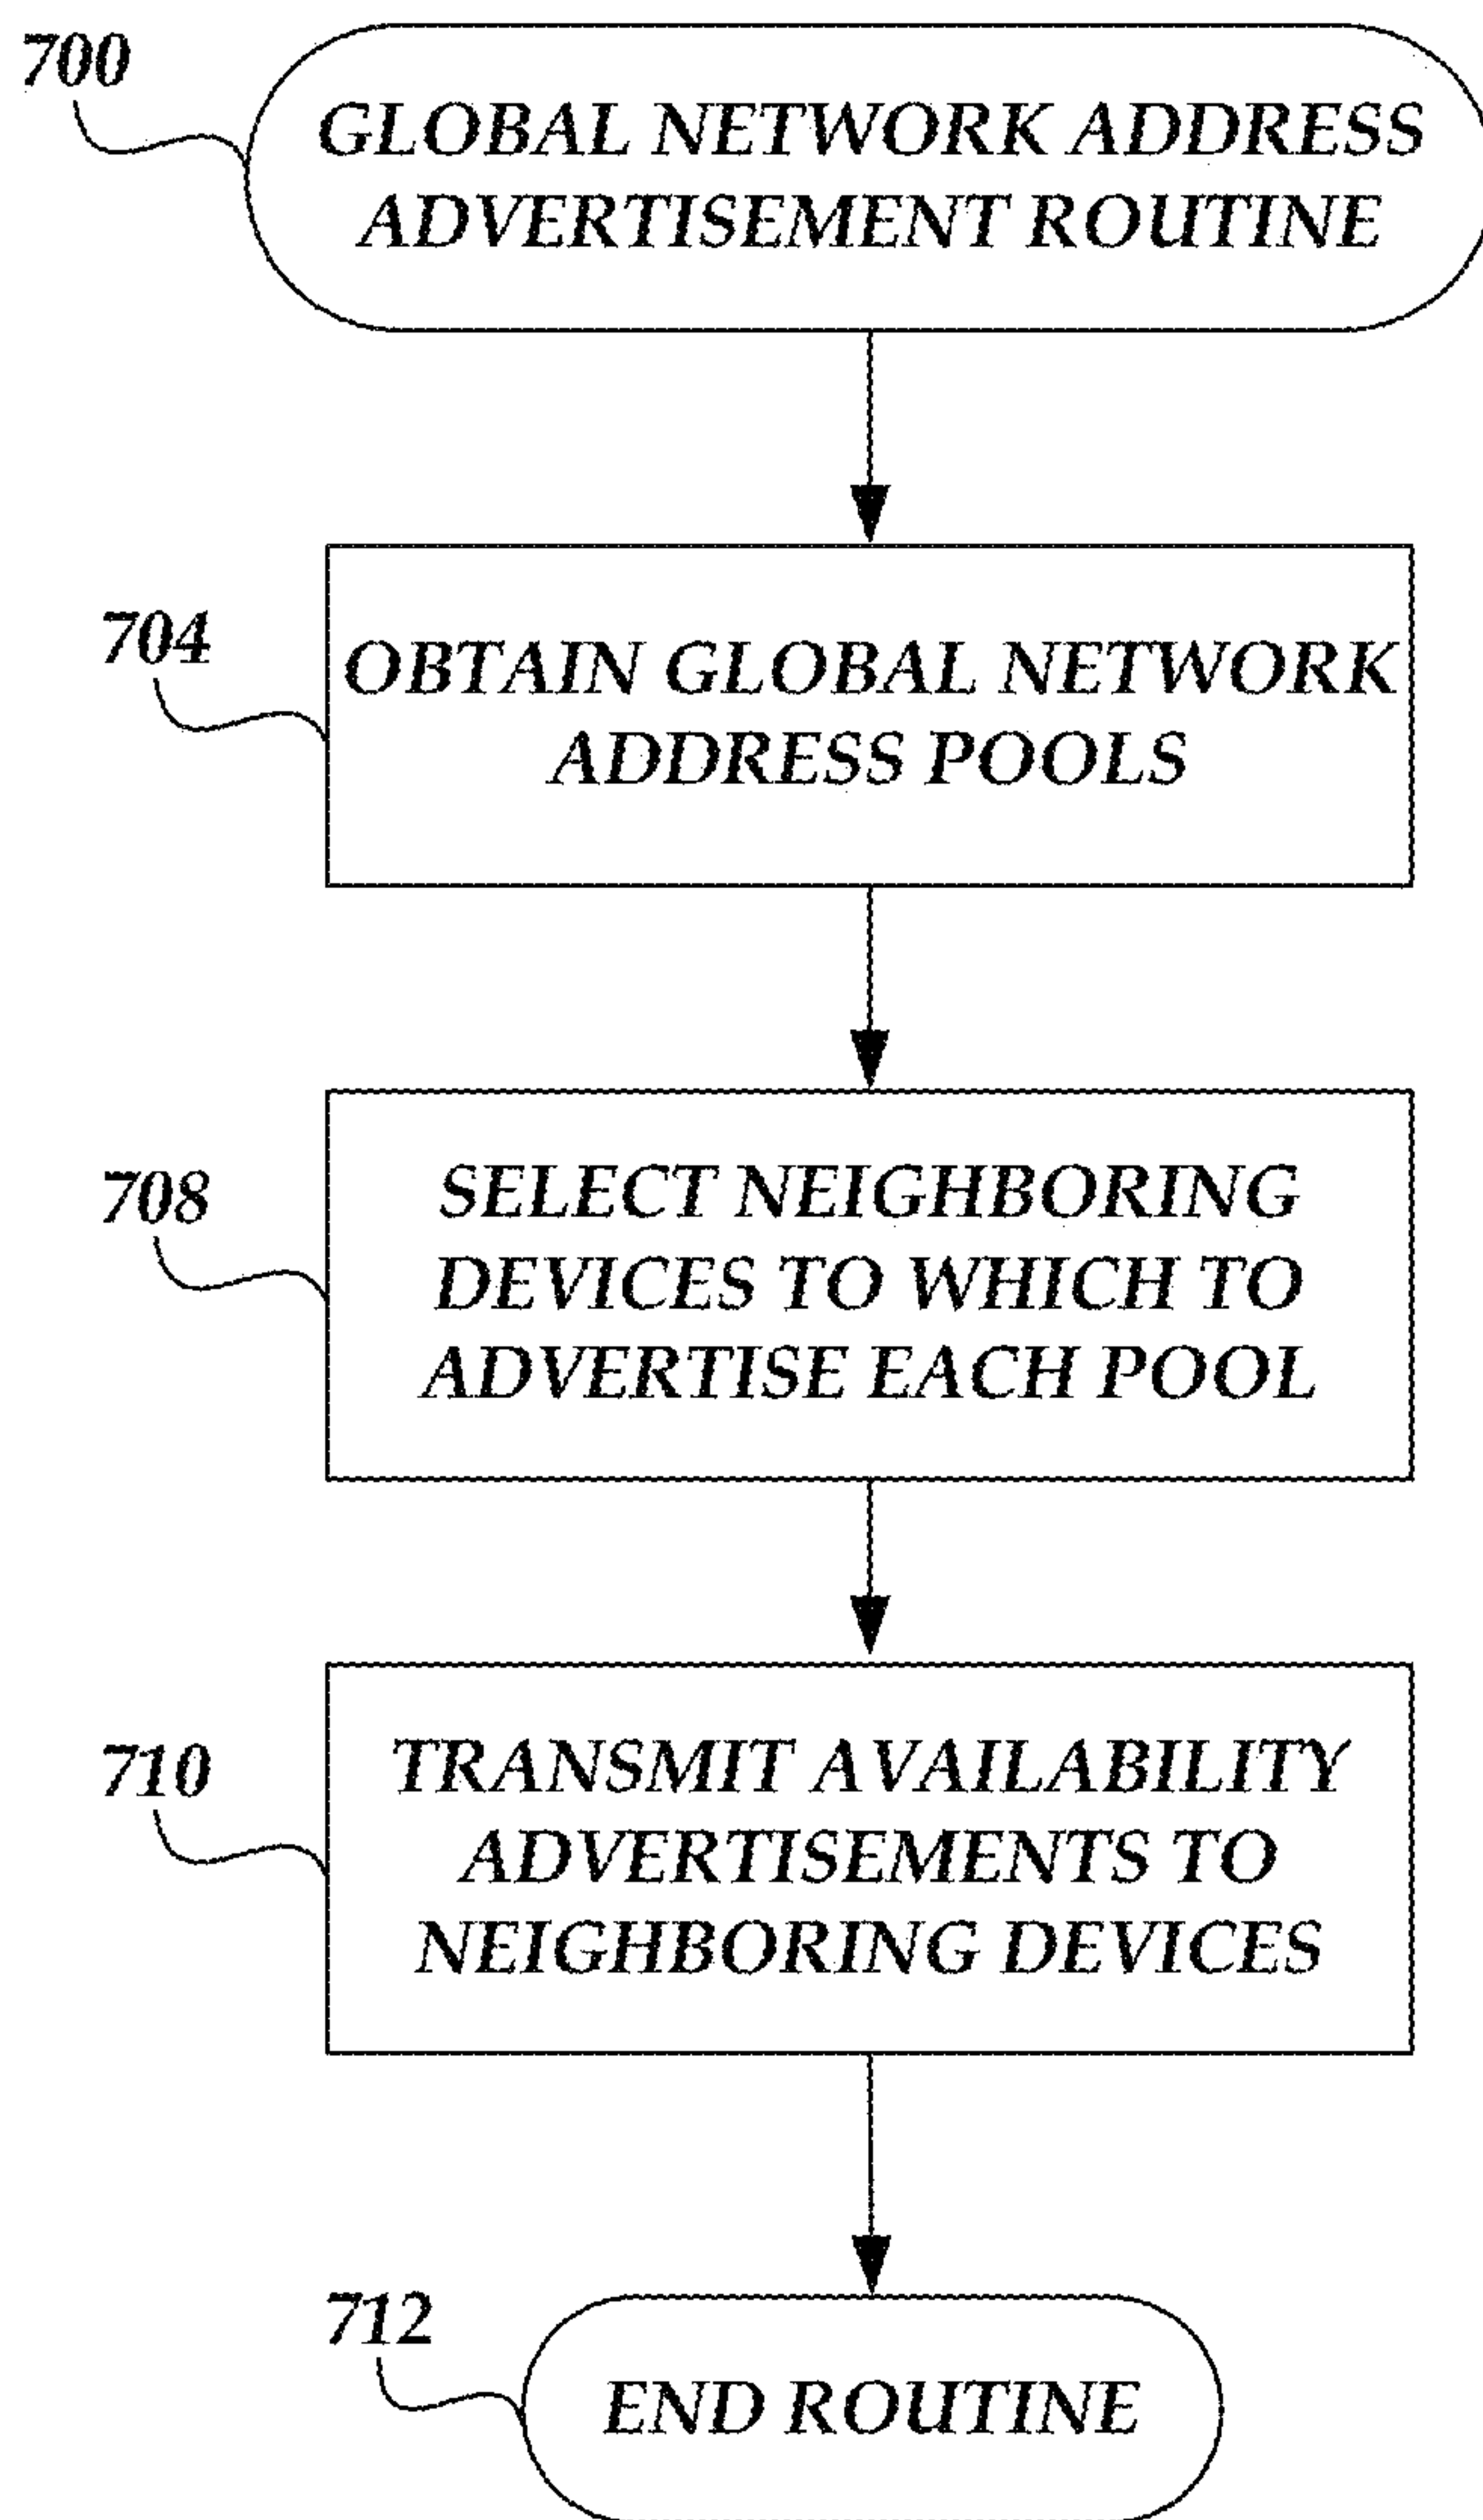 700
GLOBAL NETWORK ADDRESS
ADVERTISEMENT ROUTINE
704
OBTAIN GLOBAL NETWORK
ADDRESS POOLS
708
SELECT NEIGHBORING
DEVICES TO WHICH TO
ADVERTISE EACH POOL
710
TRANSMIT AVAILABILITY
ADVERTISEMENTS TO
NEIGHBORING DEVICES
712
END ROUTINE